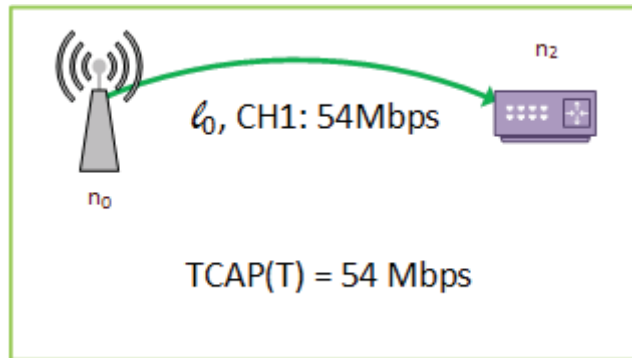 n₂
ℓ₀, CH1: 54Mbps
n₀
TCAP(T) = 54 Mbps